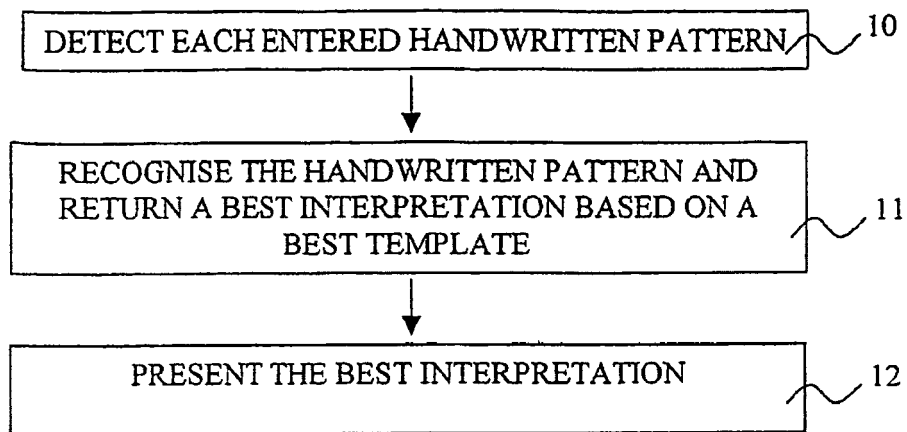 DETECT EACH ENTERED HANDWRITTEN PATTERN
10
RECOGNISE THE HANDWRITTEN PATTERN AND
RETURN A BEST INTERPRETATION BASED ON A
BEST TEMPLATE
11
PRESENT THE BEST INTERPRETATION
12